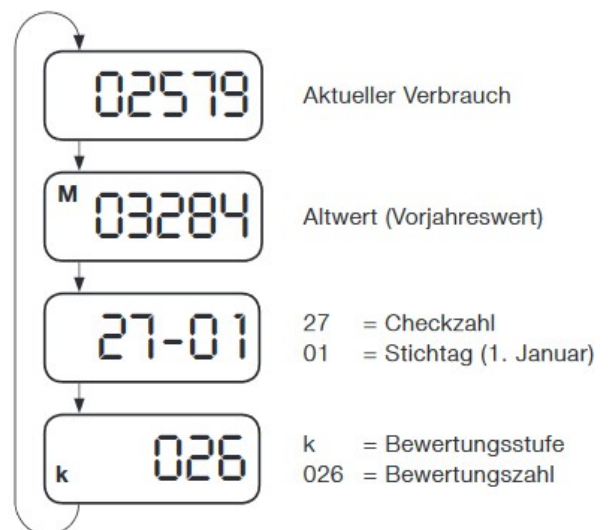 02579 Aktueller Verbrauch
M 03284 Altwert (Vorjahreswert)
27-01 27 = Checkzahl
01 = Stichtag (1. Januar)
k 026 k = Bewertungsstufe
026 = Bewertungszahl